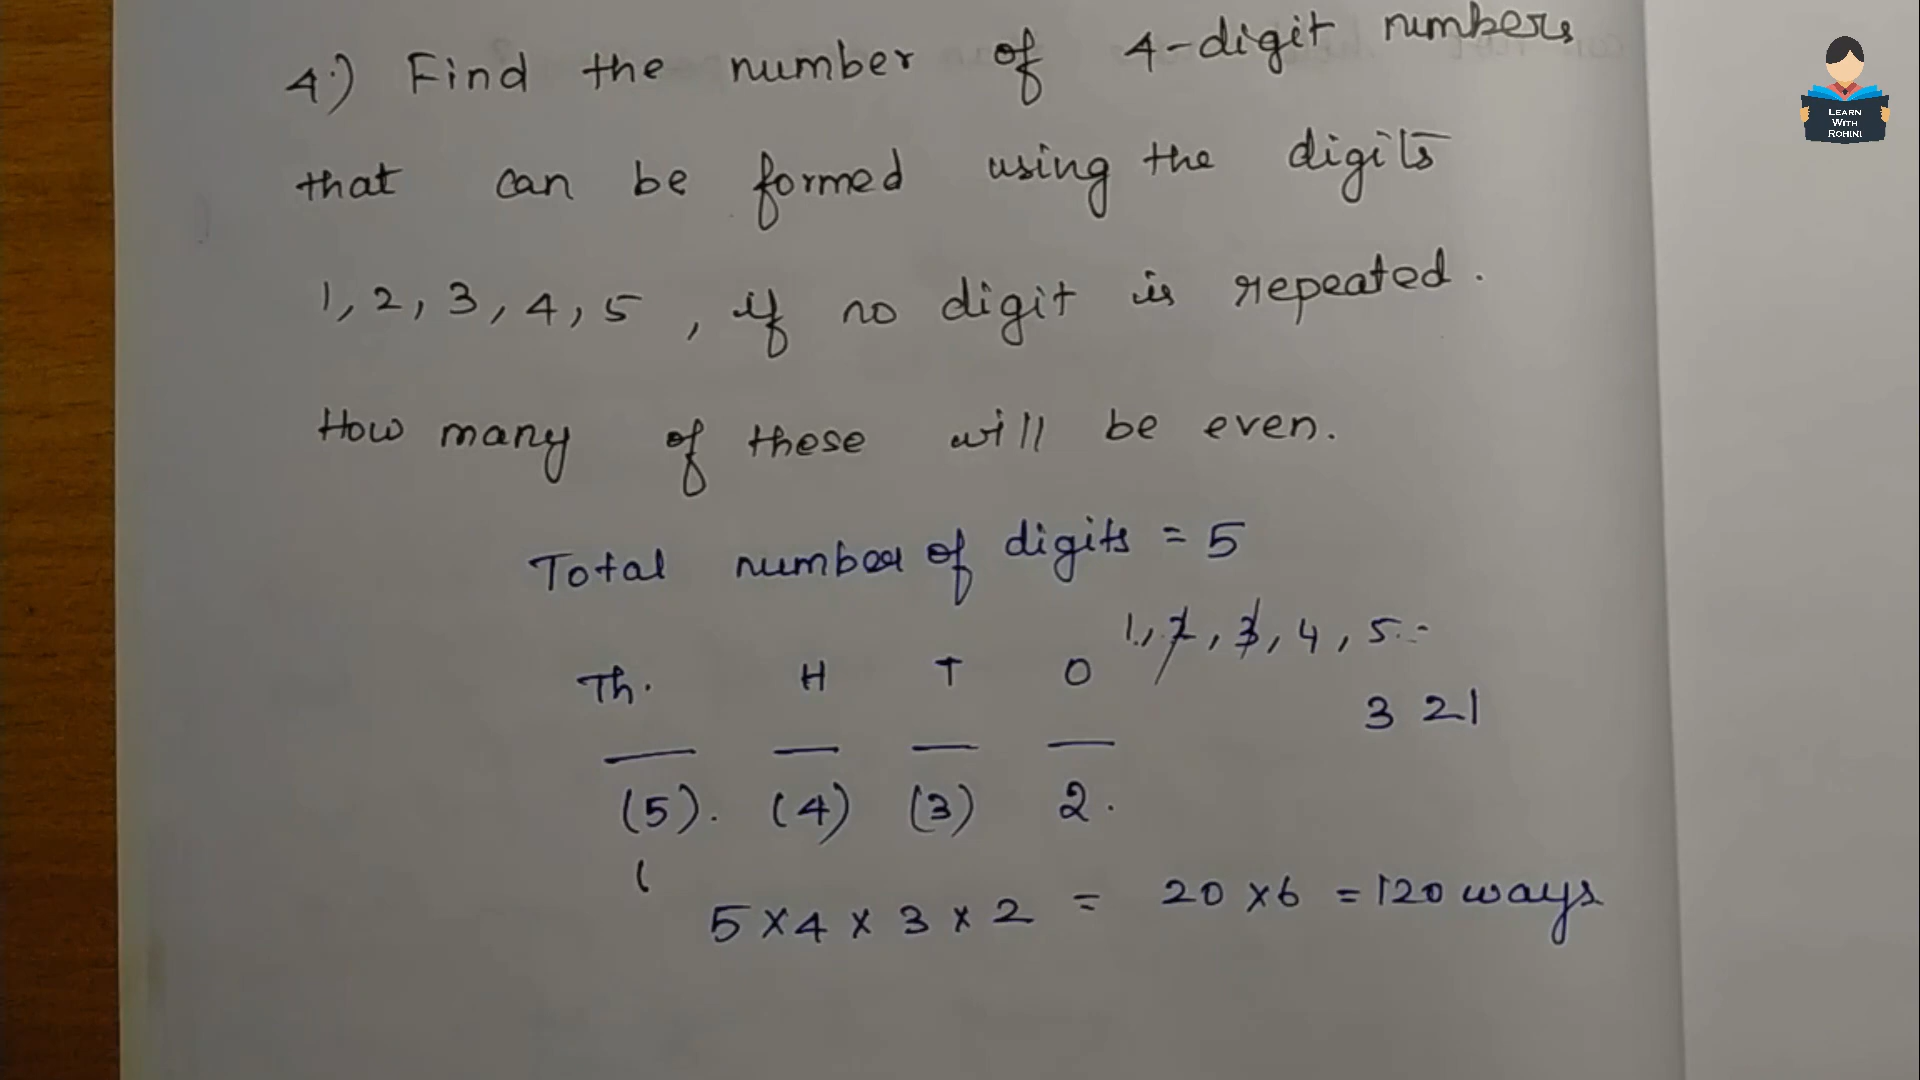 4.) Find the number of 4-digit numbers
that can be formed using the digits
1, 2, 3, 4, 5, if no digit is repeated.
How many of these will be even.
Total number of digits = 5
1, 2, 3, 4, 5
Th. H T O
3 21
(5). (4) (3) 2.
(
5 × 4 × 3 × 2 = 20 × 6 = 120 ways
LEARN
WITH
ROHINI